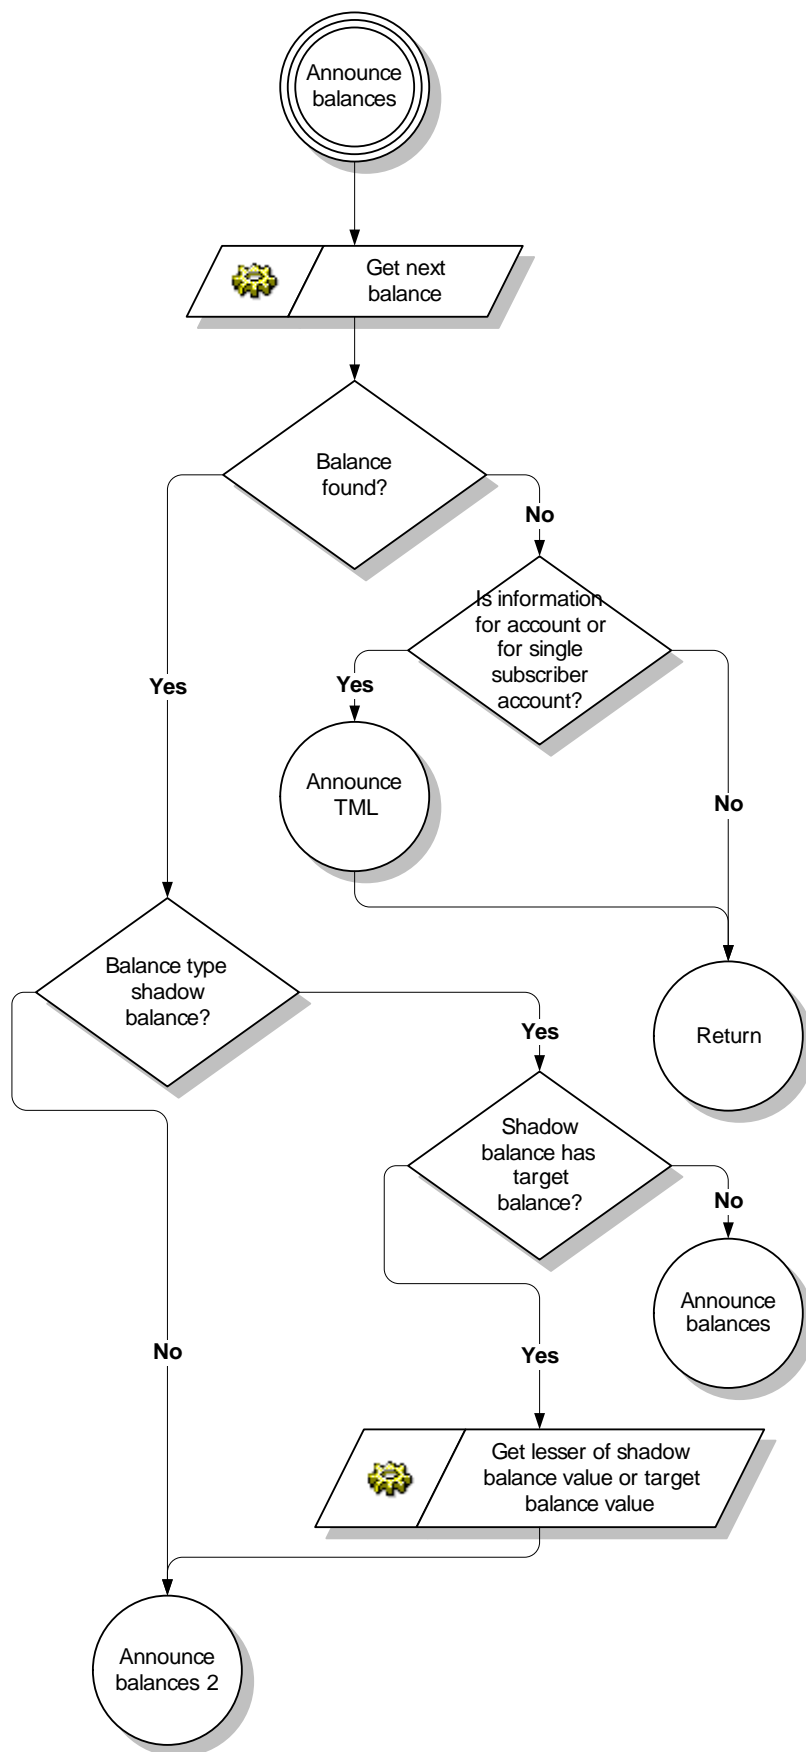 Announce
balances
Get next
balance
Balance
found?
No
Is information
for account or
for single
subscriber
account?
Yes
Yes
Announce
TML
No
Balance type
shadow
balance?
Return
Yes
Shadow
balance has
target
balance?
No
Announce
balances
No
Yes
Get lesser of shadow
balance value or target
balance value
Announce
balances 2